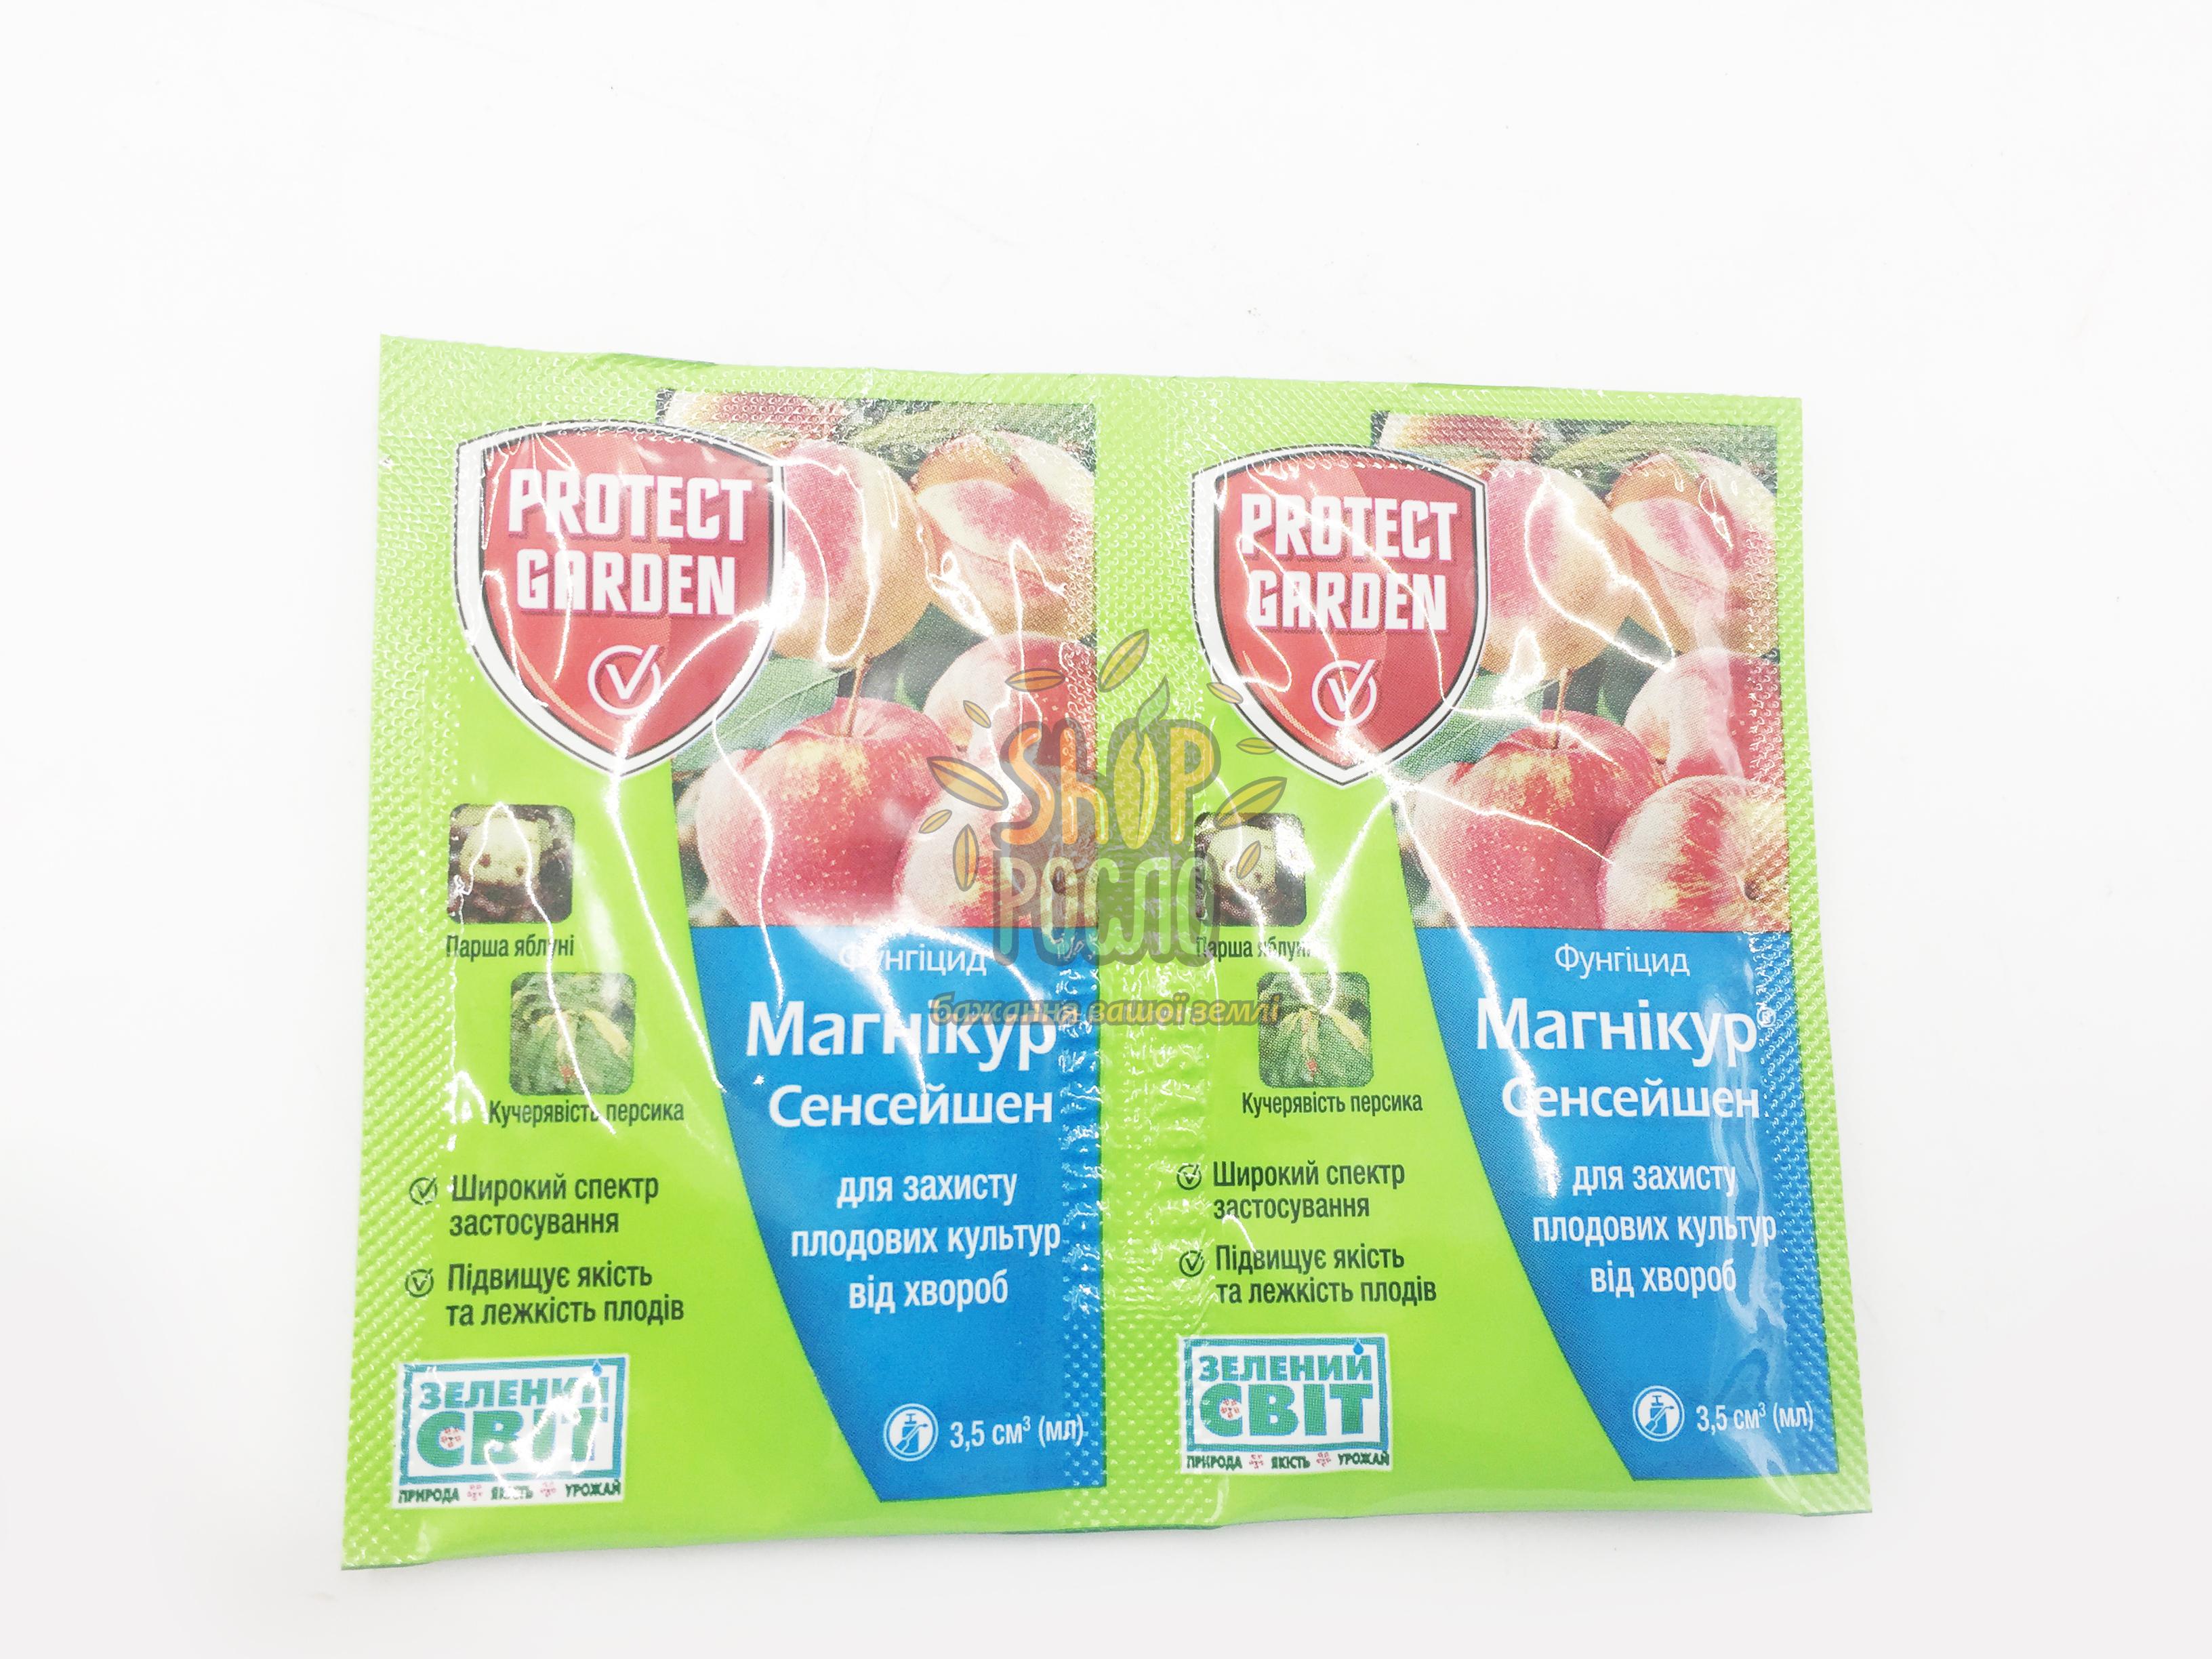 PROTECT
GARDEN
Парша яблуні
Кучерявість персика
Широкий спектр
застосування
Підвищує якість
та лежкість плодів
ЗЕЛЕНИЙ
СВІТ
ПРИРОДА ЯКІСТЬ УРОЖАЙ
Фунгіцид
Магнікур
Сенсейшен
для захисту
плодових культур
від хвороб
3,5 см³ (мл)
SHOP
РОСЛО
бажання вашої землі
PROTECT
GARDEN
Парша яблуні
Кучерявість персика
Широкий спектр
застосування
Підвищує якість
та лежкість плодів
ЗЕЛЕНИЙ
СВІТ
ПРИРОДА ЯКІСТЬ УРОЖАЙ
Фунгіцид
Магнікур®
Сенсейшен
для захисту
плодових культур
від хвороб
3,5 см³ (мл)